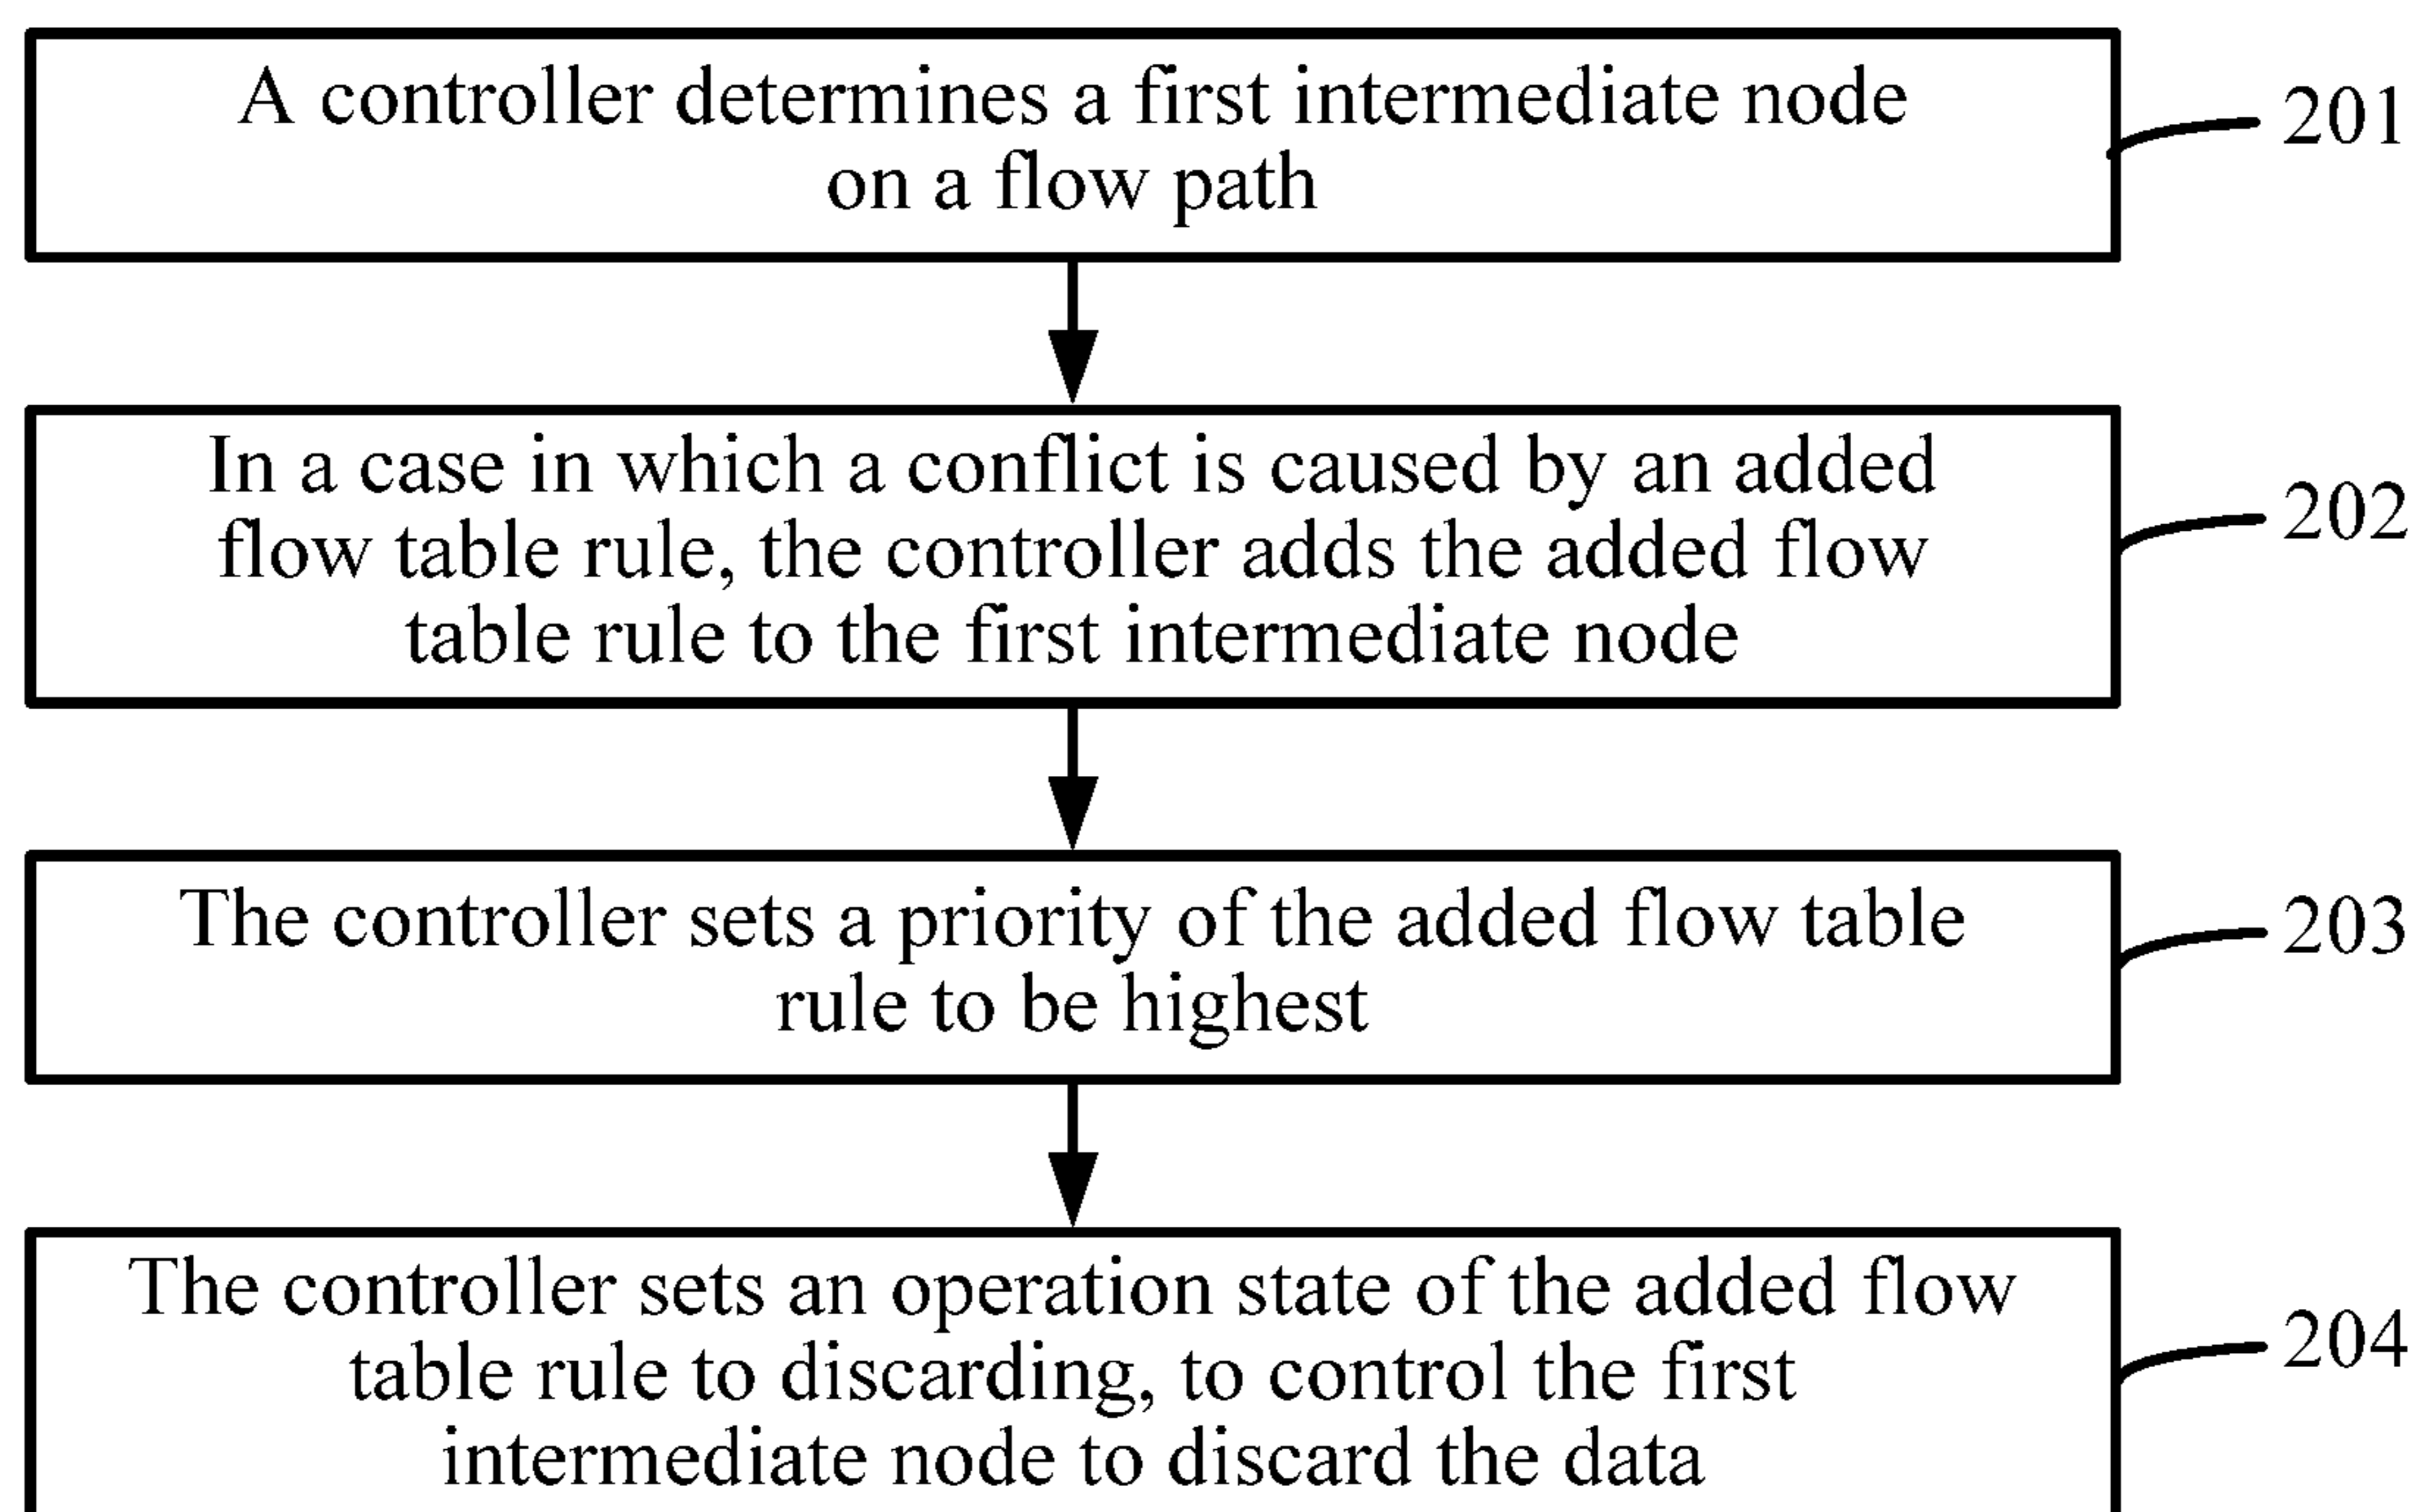 A controller determines a first intermediate node
on a flow path
201
In a case in which a conflict is caused by an added
flow table rule, the controller adds the added flow
table rule to the first intermediate node
202
The controller sets a priority of the added flow table
rule to be highest
203
The controller sets an operation state of the added flow
table rule to discarding, to control the first
intermediate node to discard the data
204